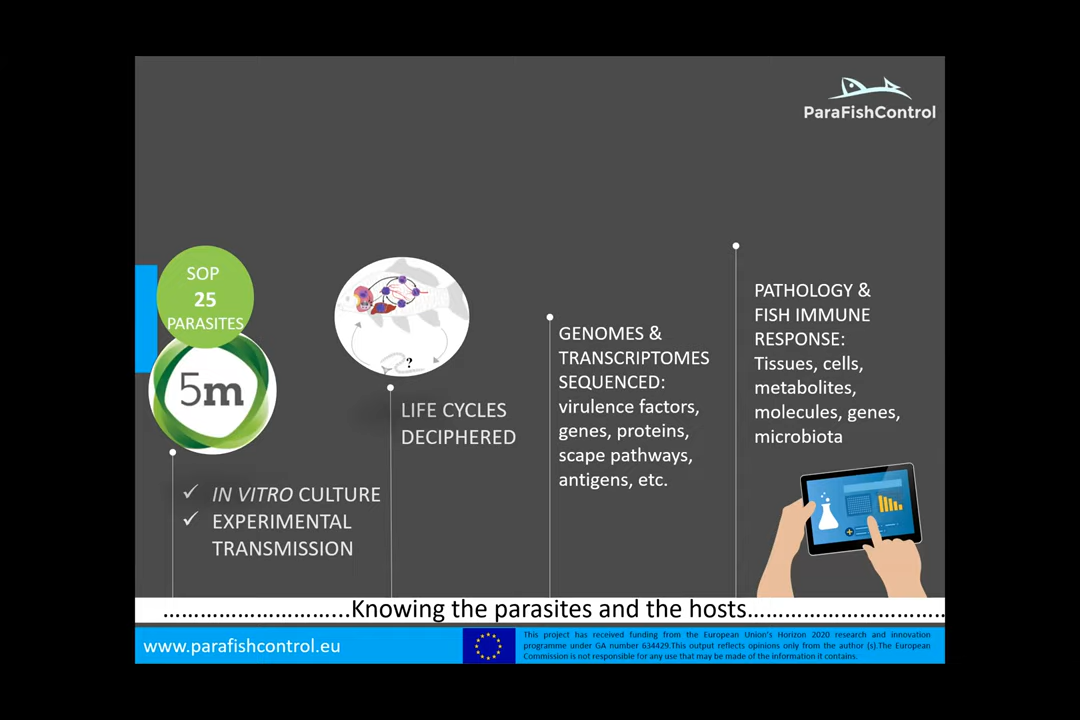 ParaFishControl
SOP
25
PARASITES
5m
✓ IN VITRO CULTURE
✓ EXPERIMENTAL
TRANSMISSION
?
LIFE CYCLES
DECIPHERED
GENOMES &
TRANSCRIPTOMES
SEQUENCED:
virulence factors,
genes, proteins,
scape pathways,
antigens, etc.
PATHOLOGY &
FISH IMMUNE
RESPONSE:
Tissues, cells,
metabolites,
molecules, genes,
microbiota
..............................Knowing the parasites and the hosts...............................
www.parafishcontrol.eu
This project has received funding from the European Union's Horizon 2020 research and innovation
programme under GA number 634429.This output reflects opinions only from the author (s).The European
Commission is not responsible for any use that may be made of the information it contains.